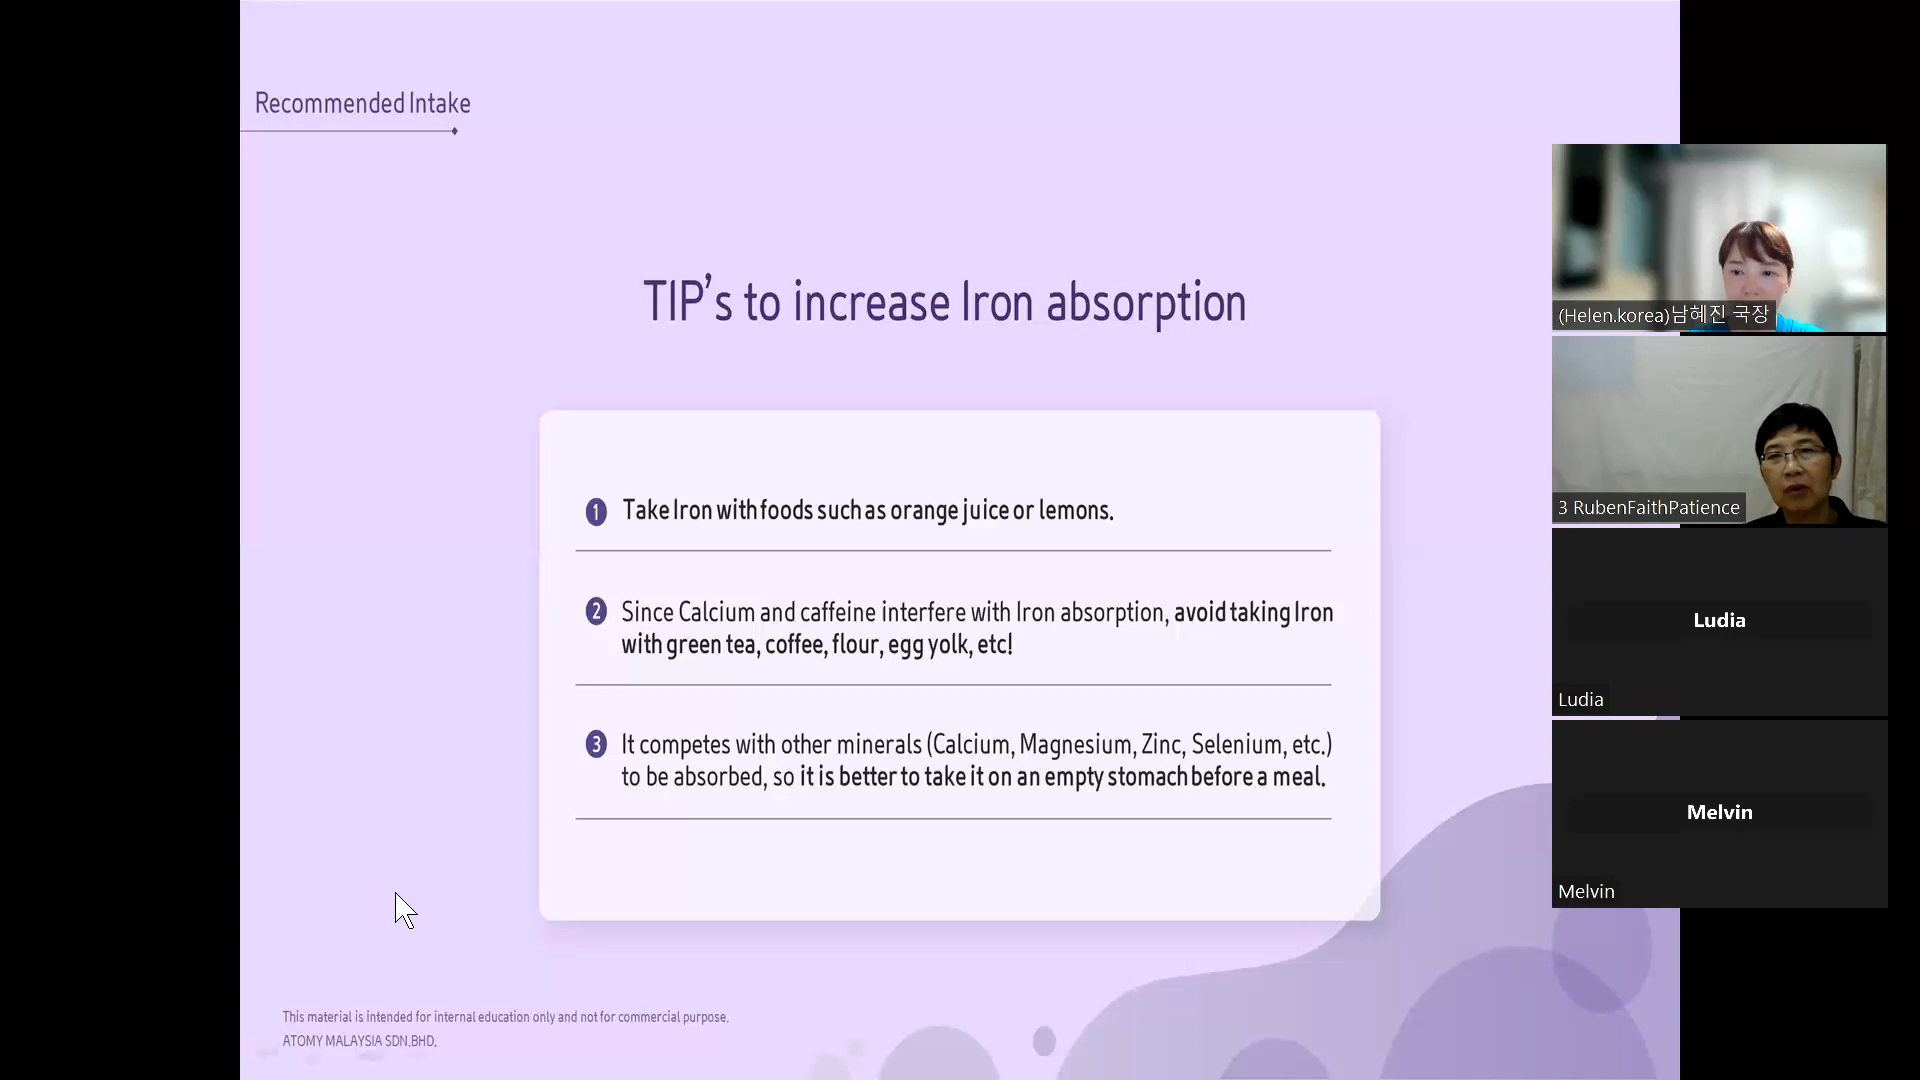 Recommended Intake
TIP's to increase Iron absorption
1 Take Iron with foods such as orange juice or lemons.
2 Since Calcium and caffeine interfere with Iron absorption, avoid taking Iron
with green tea, coffee, flour, egg yolk, etc!
3 It competes with other minerals (Calcium, Magnesium, Zinc, Selenium, etc.)
to be absorbed, so it is better to take it on an empty stomach before a meal.
This material is intended for internal education only and not for commercial purpose.
ATOMY MALAYSIA SDN.BHD.
(Helen.korea)남혜진 국장
3 RubenFaithPatience
Ludia
Ludia
Melvin
Melvin